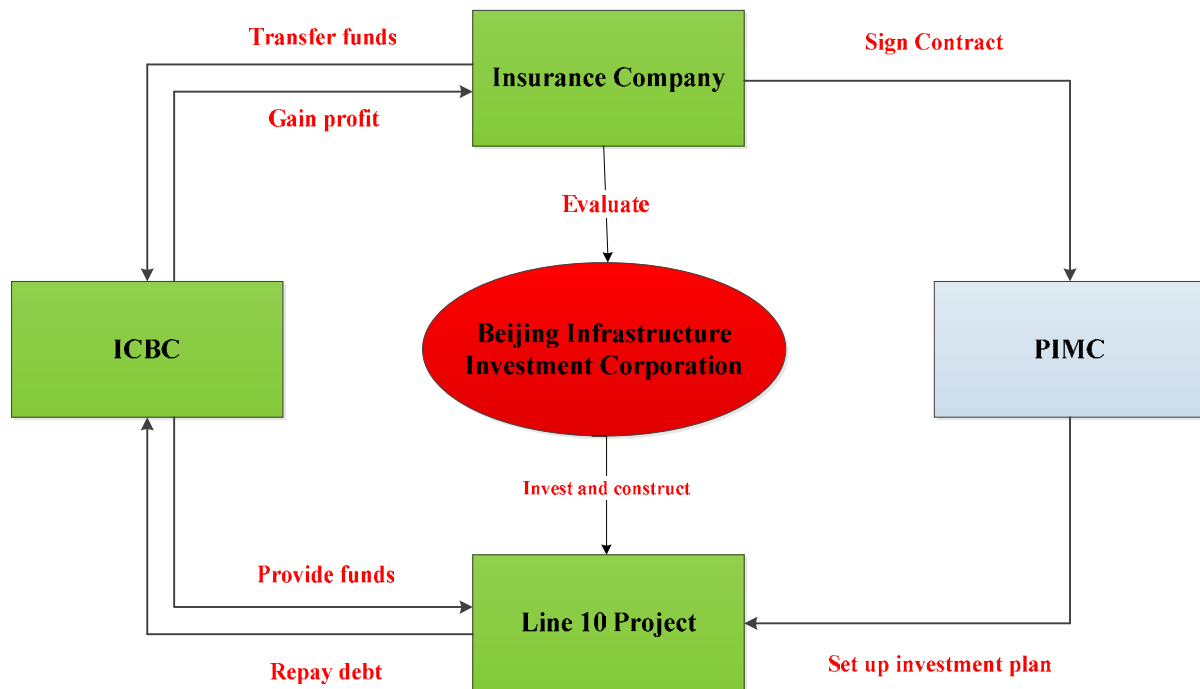 Transfer funds
Sign Contract
Insurance Company
Gain profit
Evaluate
Beijing Infrastructure
Investment Corporation
ICBC
PIMC
Invest and construct
Provide funds
Line 10 Project
Repay debt
Set up investment plan